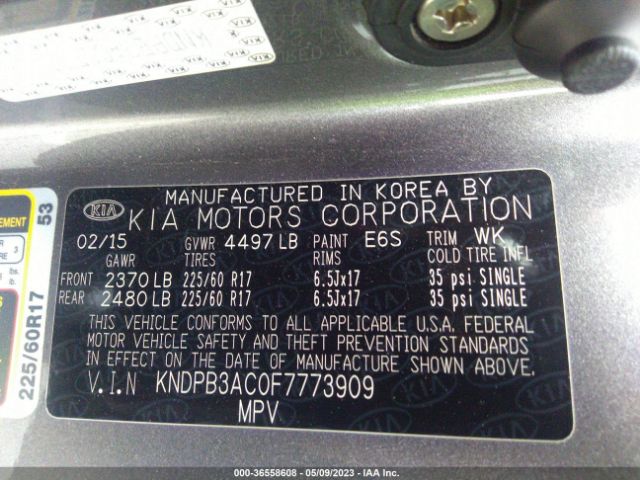 MANUFACTURED IN KOREA BY
KIA KIA MOTORS CORPORATION
02/15 GVWR 4497 LB PAINT E6S TRIM WK
GAWR TIRES RIMS COLD TIRE INFL
FRONT 2370 LB 225/60 R17 6.5Jx17 35 psi SINGLE
REAR 2480 LB 225/60 R17 6.5Jx17 35 psi SINGLE
THIS VEHICLE CONFORMS TO ALL APPLICABLE U.S.A. FEDERAL
MOTOR VEHICLE SAFETY AND THEFT PREVENTION STANDARDS
IN EFFECT ON THE DATE OF MANUFACTURE SHOWN ABOVE.
V.I.N KNDPB3AC0F7773909
MPV
53
225/60R17
3
lbs.
000-36558608 - 05/09/2023 - IAA Inc.